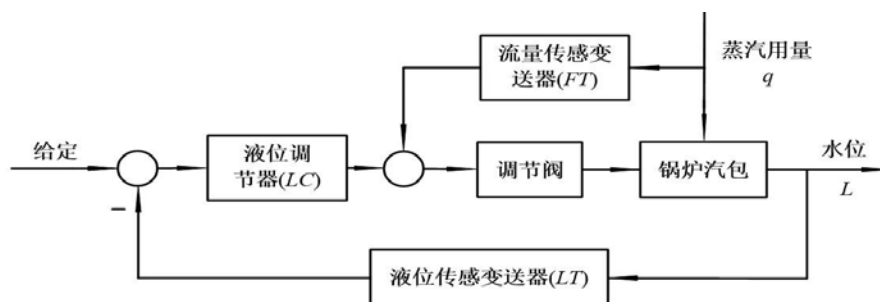 流量传感变
送器(FT)
蒸汽用量
q
给定
液位调
节器(LC)
调节阀
锅炉汽包
水位
L
−
液位传感变送器(LT)